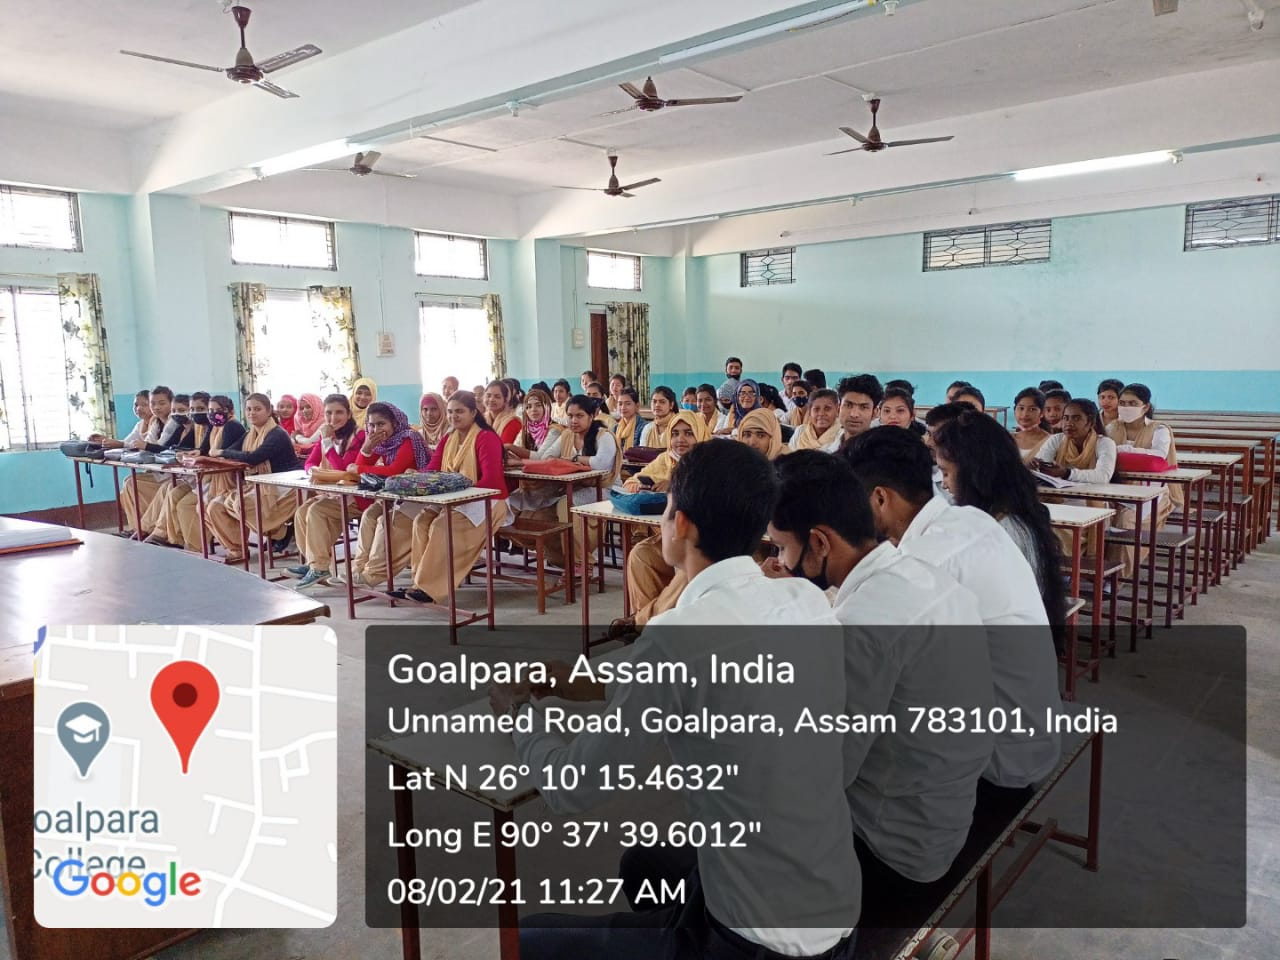 Goalpara, Assam, India
Unnamed Road, Goalpara, Assam 783101, India
Lat N 26° 10' 15.4632"
Long E 90° 37' 39.6012"
08/02/21 11:27 AM
oalpara
College
Google